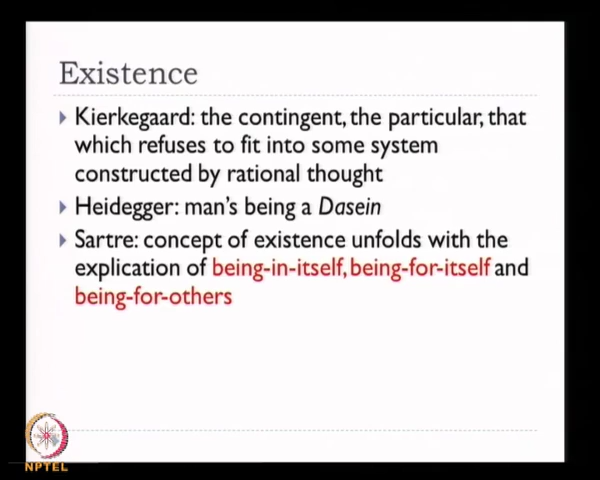 Existence
Kierkegaard: the contingent, the particular, that
which refuses to fit into some system
constructed by rational thought
Heidegger: man's being a Dasein
Sartre: concept of existence unfolds with the
explication of being-in-itself, being-for-itself and
being-for-others
NPTEL